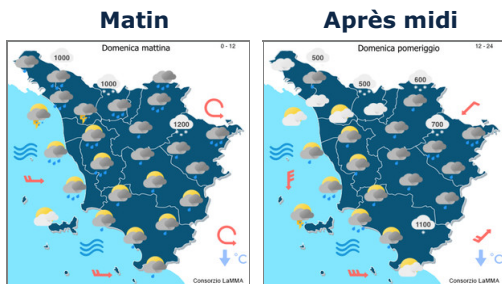 Matin
Après midi
Domenica mattina
0 - 12
1000
1000
1200
°C
Consorzio LaMMA
Domenica pomeriggio
12 - 24
500
500
600
700
1100
°C
Consorzio LaMMA